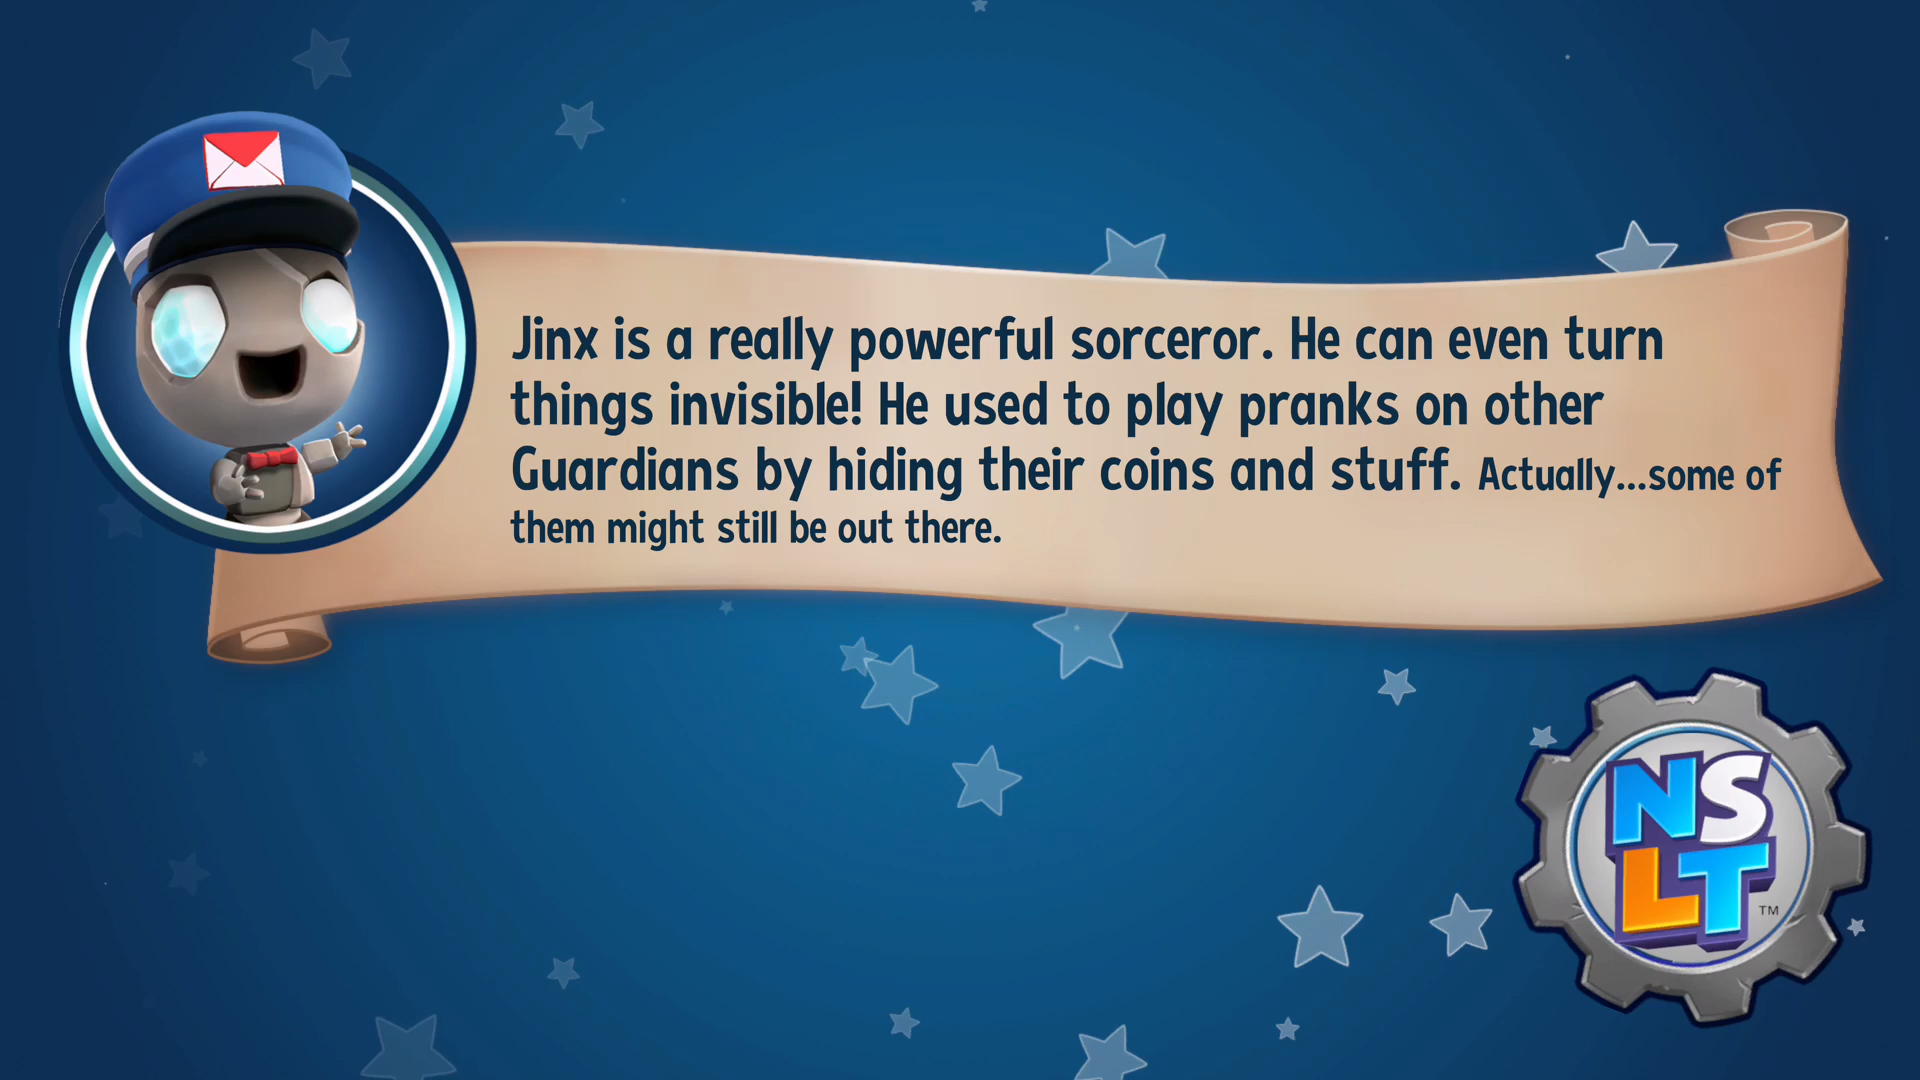 Jinx is a really powerful sorceror. He can even turn
things invisible! He used to play pranks on other
Guardians by hiding their coins and stuff. Actually...some of
them might still be out there.
NS
LT
TM